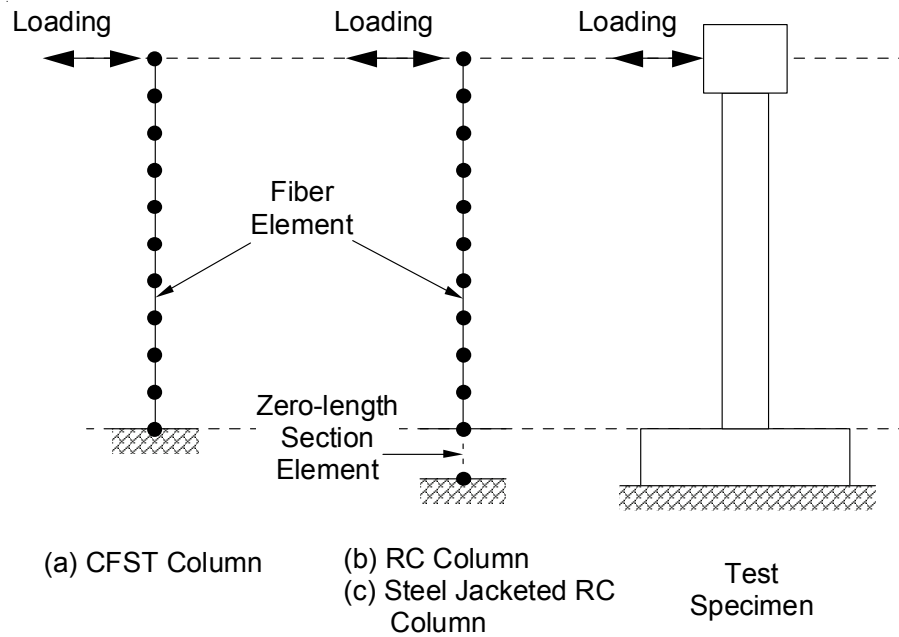 Loading
Loading
Loading
Fiber
Element
Zero-length
Section
Element
(a) CFST Column
(b) RC Column
(c) Steel Jacketed RC
Column
Test
Specimen